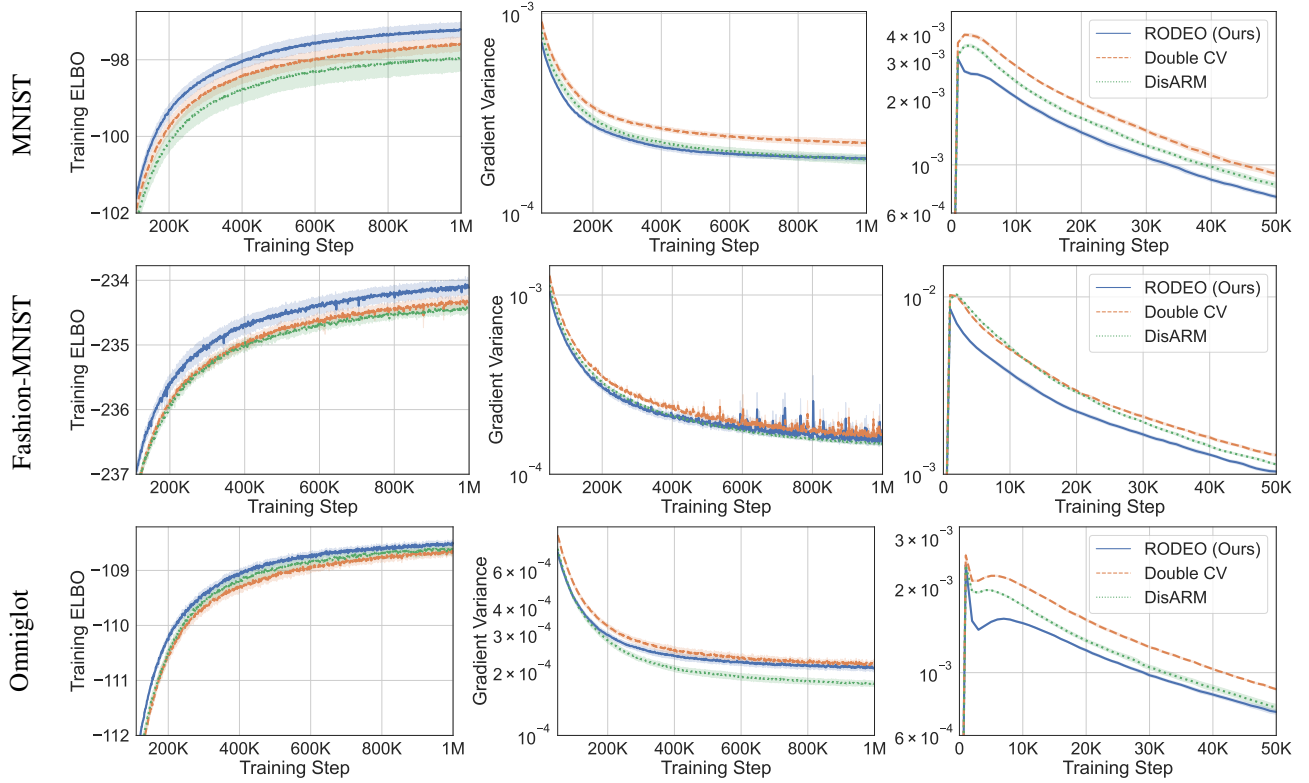 MNIST
Training ELBO
−98
−100
−102
200K 400K 600K 800K 1M
Training Step
Gradient Variance
10⁻³
10⁻⁴
200K 400K 600K 800K 1M
Training Step
4 × 10⁻³
3 × 10⁻³
2 × 10⁻³
10⁻³
6 × 10⁻⁴
0 10K 20K 30K 40K 50K
Training Step
RODEO (Ours)
Double CV
DisARM
Fashion-MNIST
Training ELBO
−234
−235
−236
−237
200K 400K 600K 800K 1M
Training Step
Gradient Variance
10⁻³
10⁻⁴
200K 400K 600K 800K 1M
Training Step
10⁻²
10⁻³
0 10K 20K 30K 40K 50K
Training Step
RODEO (Ours)
Double CV
DisARM
Omniglot
Training ELBO
−109
−110
−111
−112
200K 400K 600K 800K 1M
Training Step
Gradient Variance
6 × 10⁻⁴
4 × 10⁻⁴
3 × 10⁻⁴
2 × 10⁻⁴
10⁻⁴
200K 400K 600K 800K 1M
Training Step
3 × 10⁻³
2 × 10⁻³
10⁻³
6 × 10⁻⁴
0 10K 20K 30K 40K 50K
Training Step
RODEO (Ours)
Double CV
DisARM